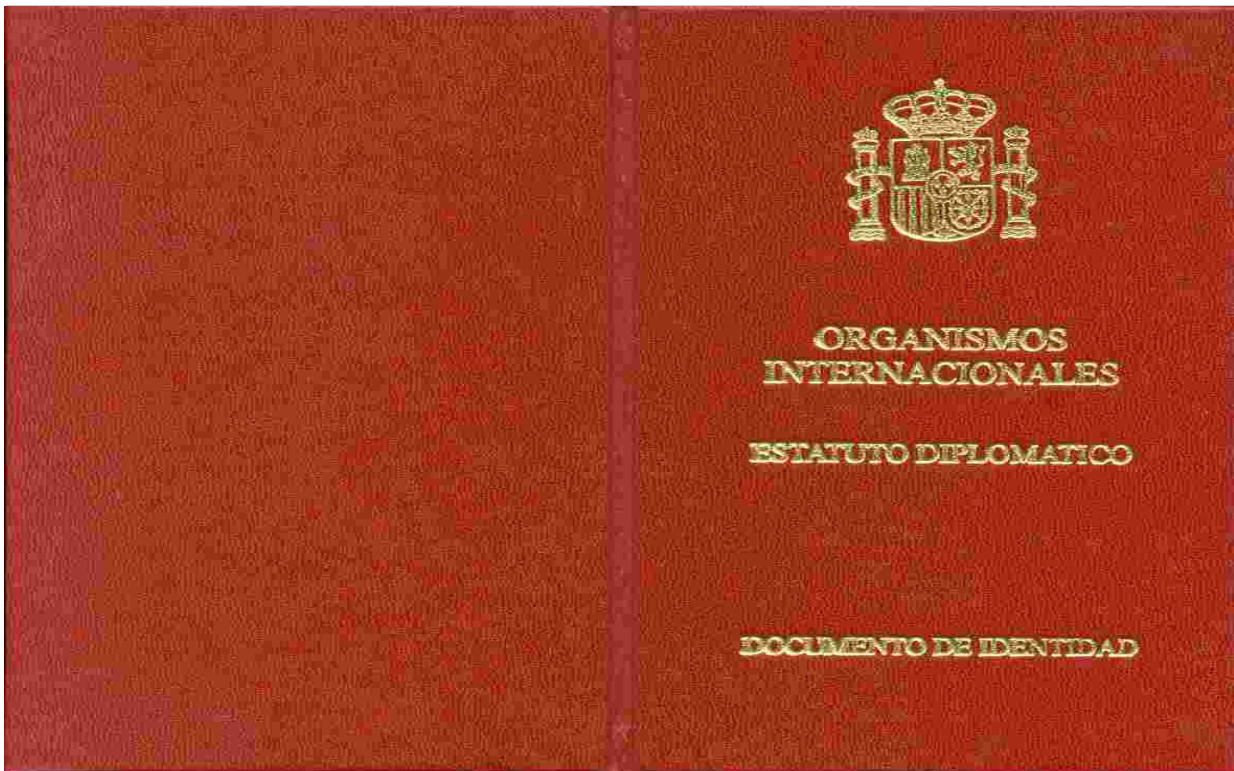 ORGANISMOS
INTERNACIONALES
ESTATUTO DIPLOMATICO
DOCUMENTO DE IDENTIDAD